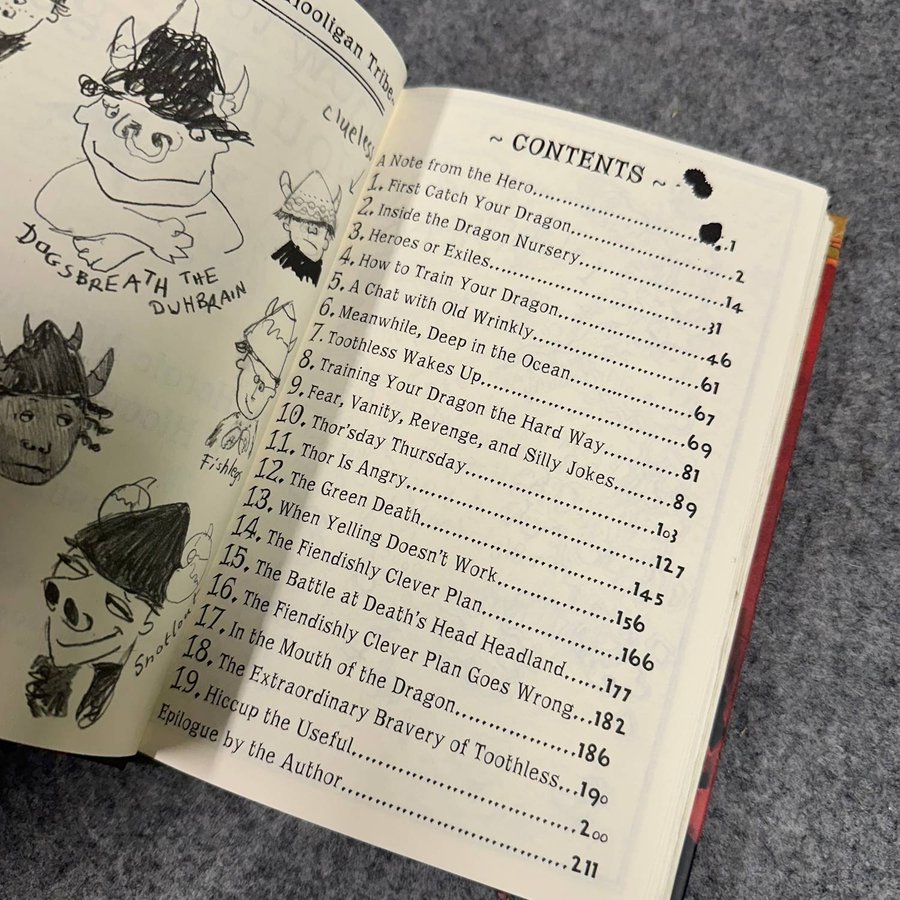 Hooligan Tribe
clueless
DOGSBREATH THE
DUHBRAIN
~ CONTENTS ~
A Note from the Hero....................1
1. First Catch Your Dragon....................2
2. Inside the Dragon Nursery....................14
3. Heroes or Exiles....................31
4. How to Train Your Dragon....................46
5. A Chat with Old Wrinkly....................61
6. Meanwhile, Deep in the Ocean....................67
7. Toothless Wakes Up....................69
8. Training Your Dragon the Hard Way..........81
9. Fear, Vanity, Revenge, and Silly Jokes........89
10. Thor'sday Thursday....................103
11. Thor Is Angry....................127
12. The Green Death....................145
13. When Yelling Doesn't Work....................156
14. The Fiendishly Clever Plan....................166
15. The Battle at Death's Head Headland......177
16. The Fiendishly Clever Plan Goes Wrong...182
17. In the Mouth of the Dragon....................186
18. The Extraordinary Bravery of Toothless...190
19. Hiccup the Useful....................200
Epilogue by the Author....................211